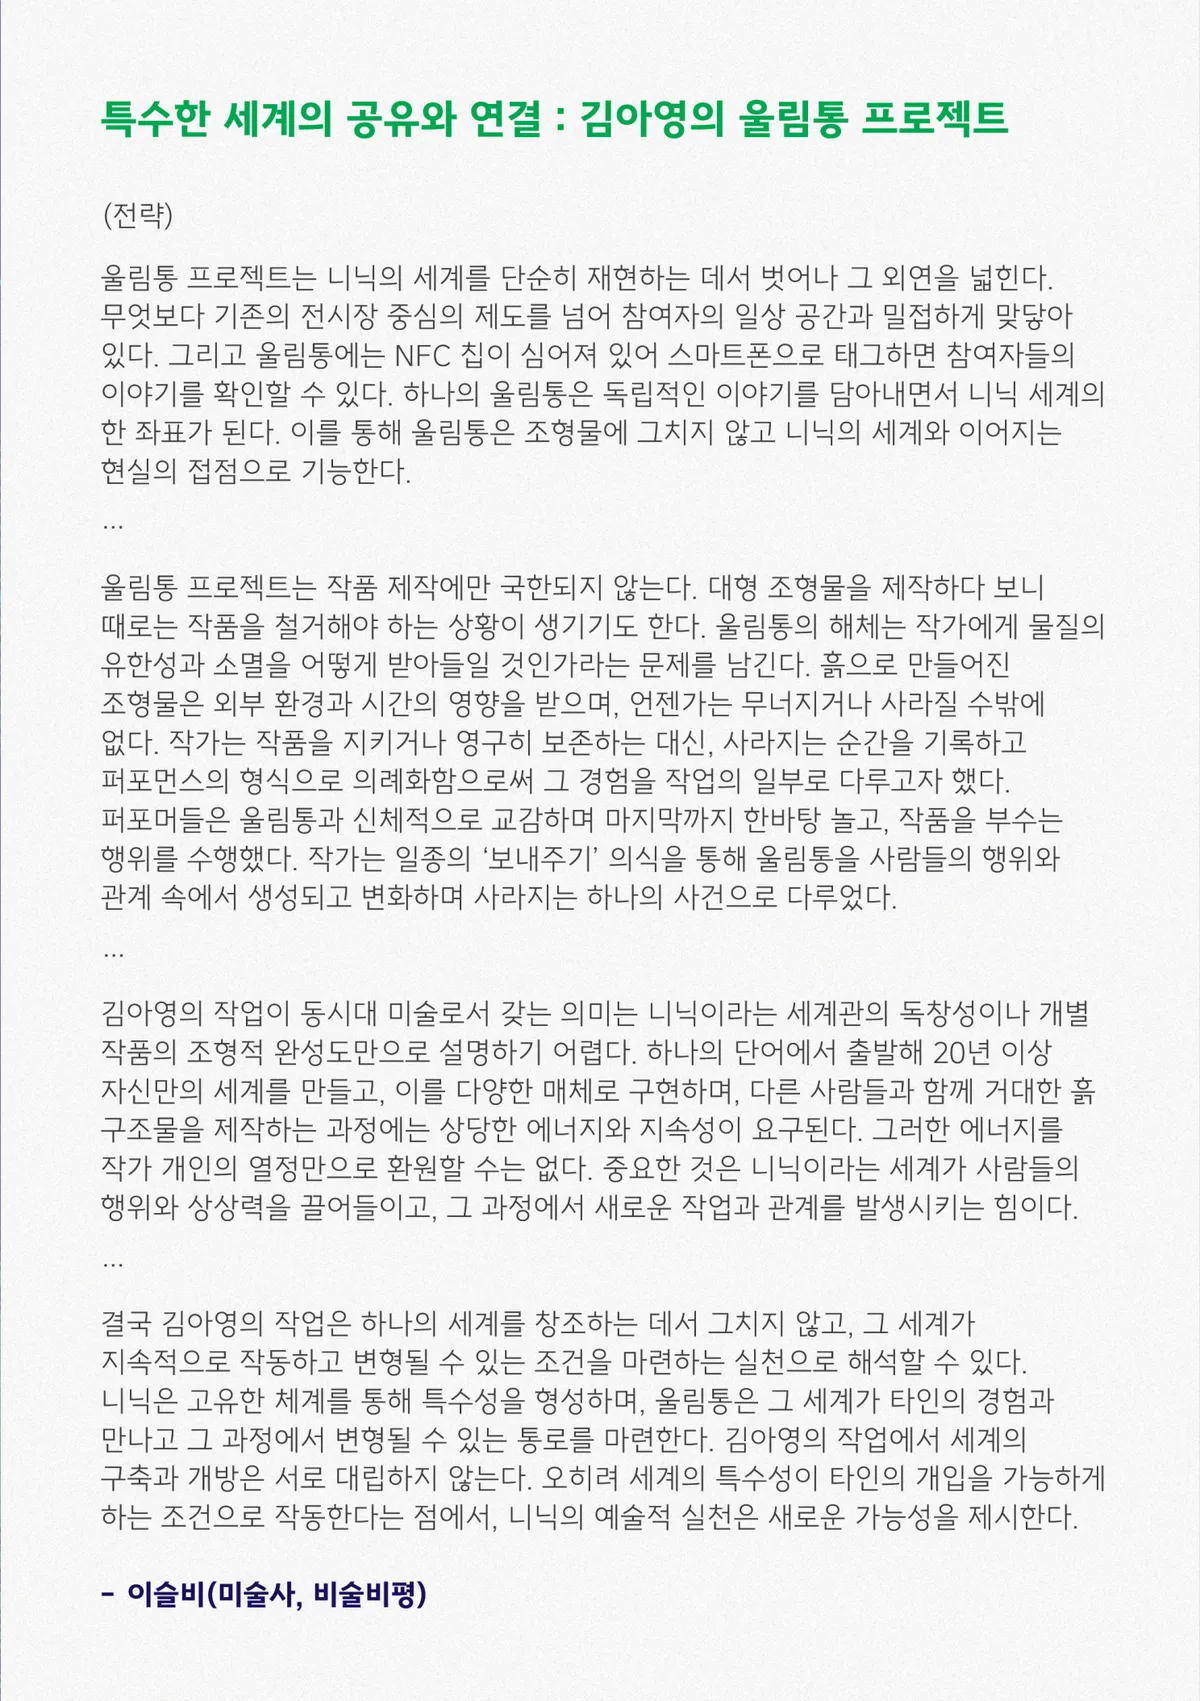 특수한 세계의 공유와 연결 : 김아영의 울림통 프로젝트
(전략)
울림통 프로젝트는 니닉의 세계를 단순히 재현하는 데서 벗어나 그 외연을 넓힌다.
무엇보다 기존의 전시장 중심의 제도를 넘어 참여자의 일상 공간과 밀접하게 맞닿아
있다. 그리고 울림통에는 NFC 칩이 심어져 있어 스마트폰으로 태그하면 참여자들의
이야기를 확인할 수 있다. 하나의 울림통은 독립적인 이야기를 담아내면서 니닉 세계의
한 좌표가 된다. 이를 통해 울림통은 조형물에 그치지 않고 니닉의 세계와 이어지는
현실의 접점으로 기능한다.
...
울림통 프로젝트는 작품 제작에만 국한되지 않는다. 대형 조형물을 제작하다 보니
때로는 작품을 철거해야 하는 상황이 생기기도 한다. 울림통의 해체는 작가에게 물질의
유한성과 소멸을 어떻게 받아들일 것인가라는 문제를 남긴다. 흙으로 만들어진
조형물은 외부 환경과 시간의 영향을 받으며, 언젠가는 무너지거나 사라질 수밖에
없다. 작가는 작품을 지키거나 영구히 보존하는 대신, 사라지는 순간을 기록하고
퍼포먼스의 형식으로 의례화함으로써 그 경험을 작업의 일부로 다루고자 했다.
퍼포머들은 울림통과 신체적으로 교감하며 마지막까지 한바탕 놀고, 작품을 부수는
행위를 수행했다. 작가는 일종의 ‘보내주기’ 의식을 통해 울림통을 사람들의 행위와
관계 속에서 생성되고 변화하며 사라지는 하나의 사건으로 다루었다.
...
김아영의 작업이 동시대 미술로서 갖는 의미는 니닉이라는 세계관의 독창성이나 개별
작품의 조형적 완성도만으로 설명하기 어렵다. 하나의 단어에서 출발해 20년 이상
자신만의 세계를 만들고, 이를 다양한 매체로 구현하며, 다른 사람들과 함께 거대한 흙
구조물을 제작하는 과정에는 상당한 에너지와 지속성이 요구된다. 그러한 에너지를
작가 개인의 열정만으로 환원할 수는 없다. 중요한 것은 니닉이라는 세계가 사람들의
행위와 상상력을 끌어들이고, 그 과정에서 새로운 작업과 관계를 발생시키는 힘이다.
...
결국 김아영의 작업은 하나의 세계를 창조하는 데서 그치지 않고, 그 세계가
지속적으로 작동하고 변형될 수 있는 조건을 마련하는 실천으로 해석할 수 있다.
니닉은 고유한 체계를 통해 특수성을 형성하며, 울림통은 그 세계가 타인의 경험과
만나고 그 과정에서 변형될 수 있는 통로를 마련한다. 김아영의 작업에서 세계의
구축과 개방은 서로 대립하지 않는다. 오히려 세계의 특수성이 타인의 개입을 가능하게
하는 조건으로 작동한다는 점에서, 니닉의 예술적 실천은 새로운 가능성을 제시한다.
- 이슬비(미술사, 비술비평)